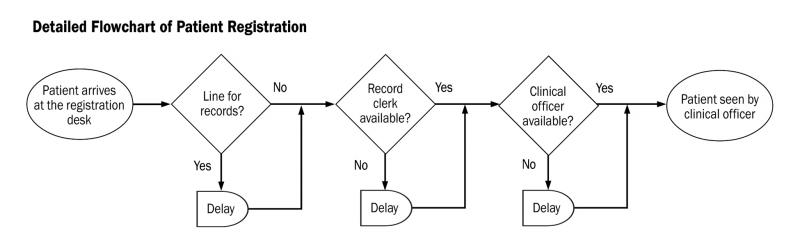 Detailed Flowchart of Patient Registration
Patient arrives
at the registration
desk
Line for
records?
No
Yes
Delay
Record
clerk
available?
Yes
No
Delay
Clinical
officer
available?
Yes
No
Delay
Patient seen by
clinical officer